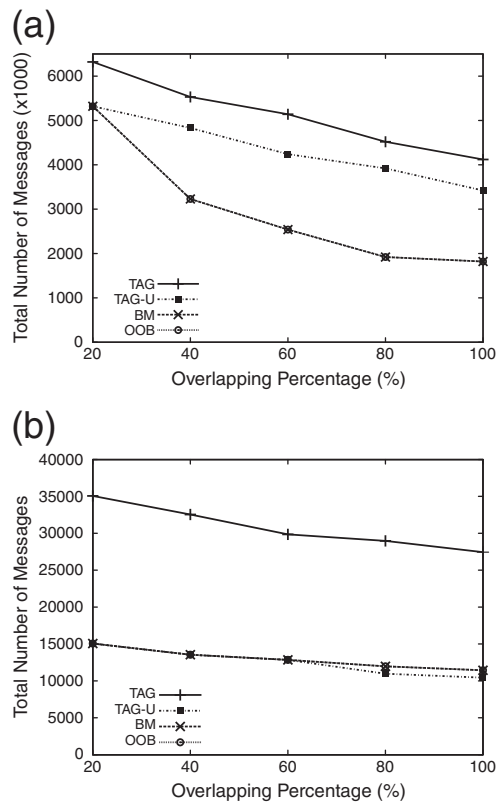 (a)
Total Number of Messages (x1000)
6000
5000
4000
3000
2000
1000
0
TAG
TAG-U
BM
OOB
20 40 60 80 100
Overlapping Percentage (%)
(b)
Total Number of Messages
40000
35000
30000
25000
20000
15000
10000
5000
0
TAG
TAG-U
BM
OOB
20 40 60 80 100
Overlapping Percentage (%)